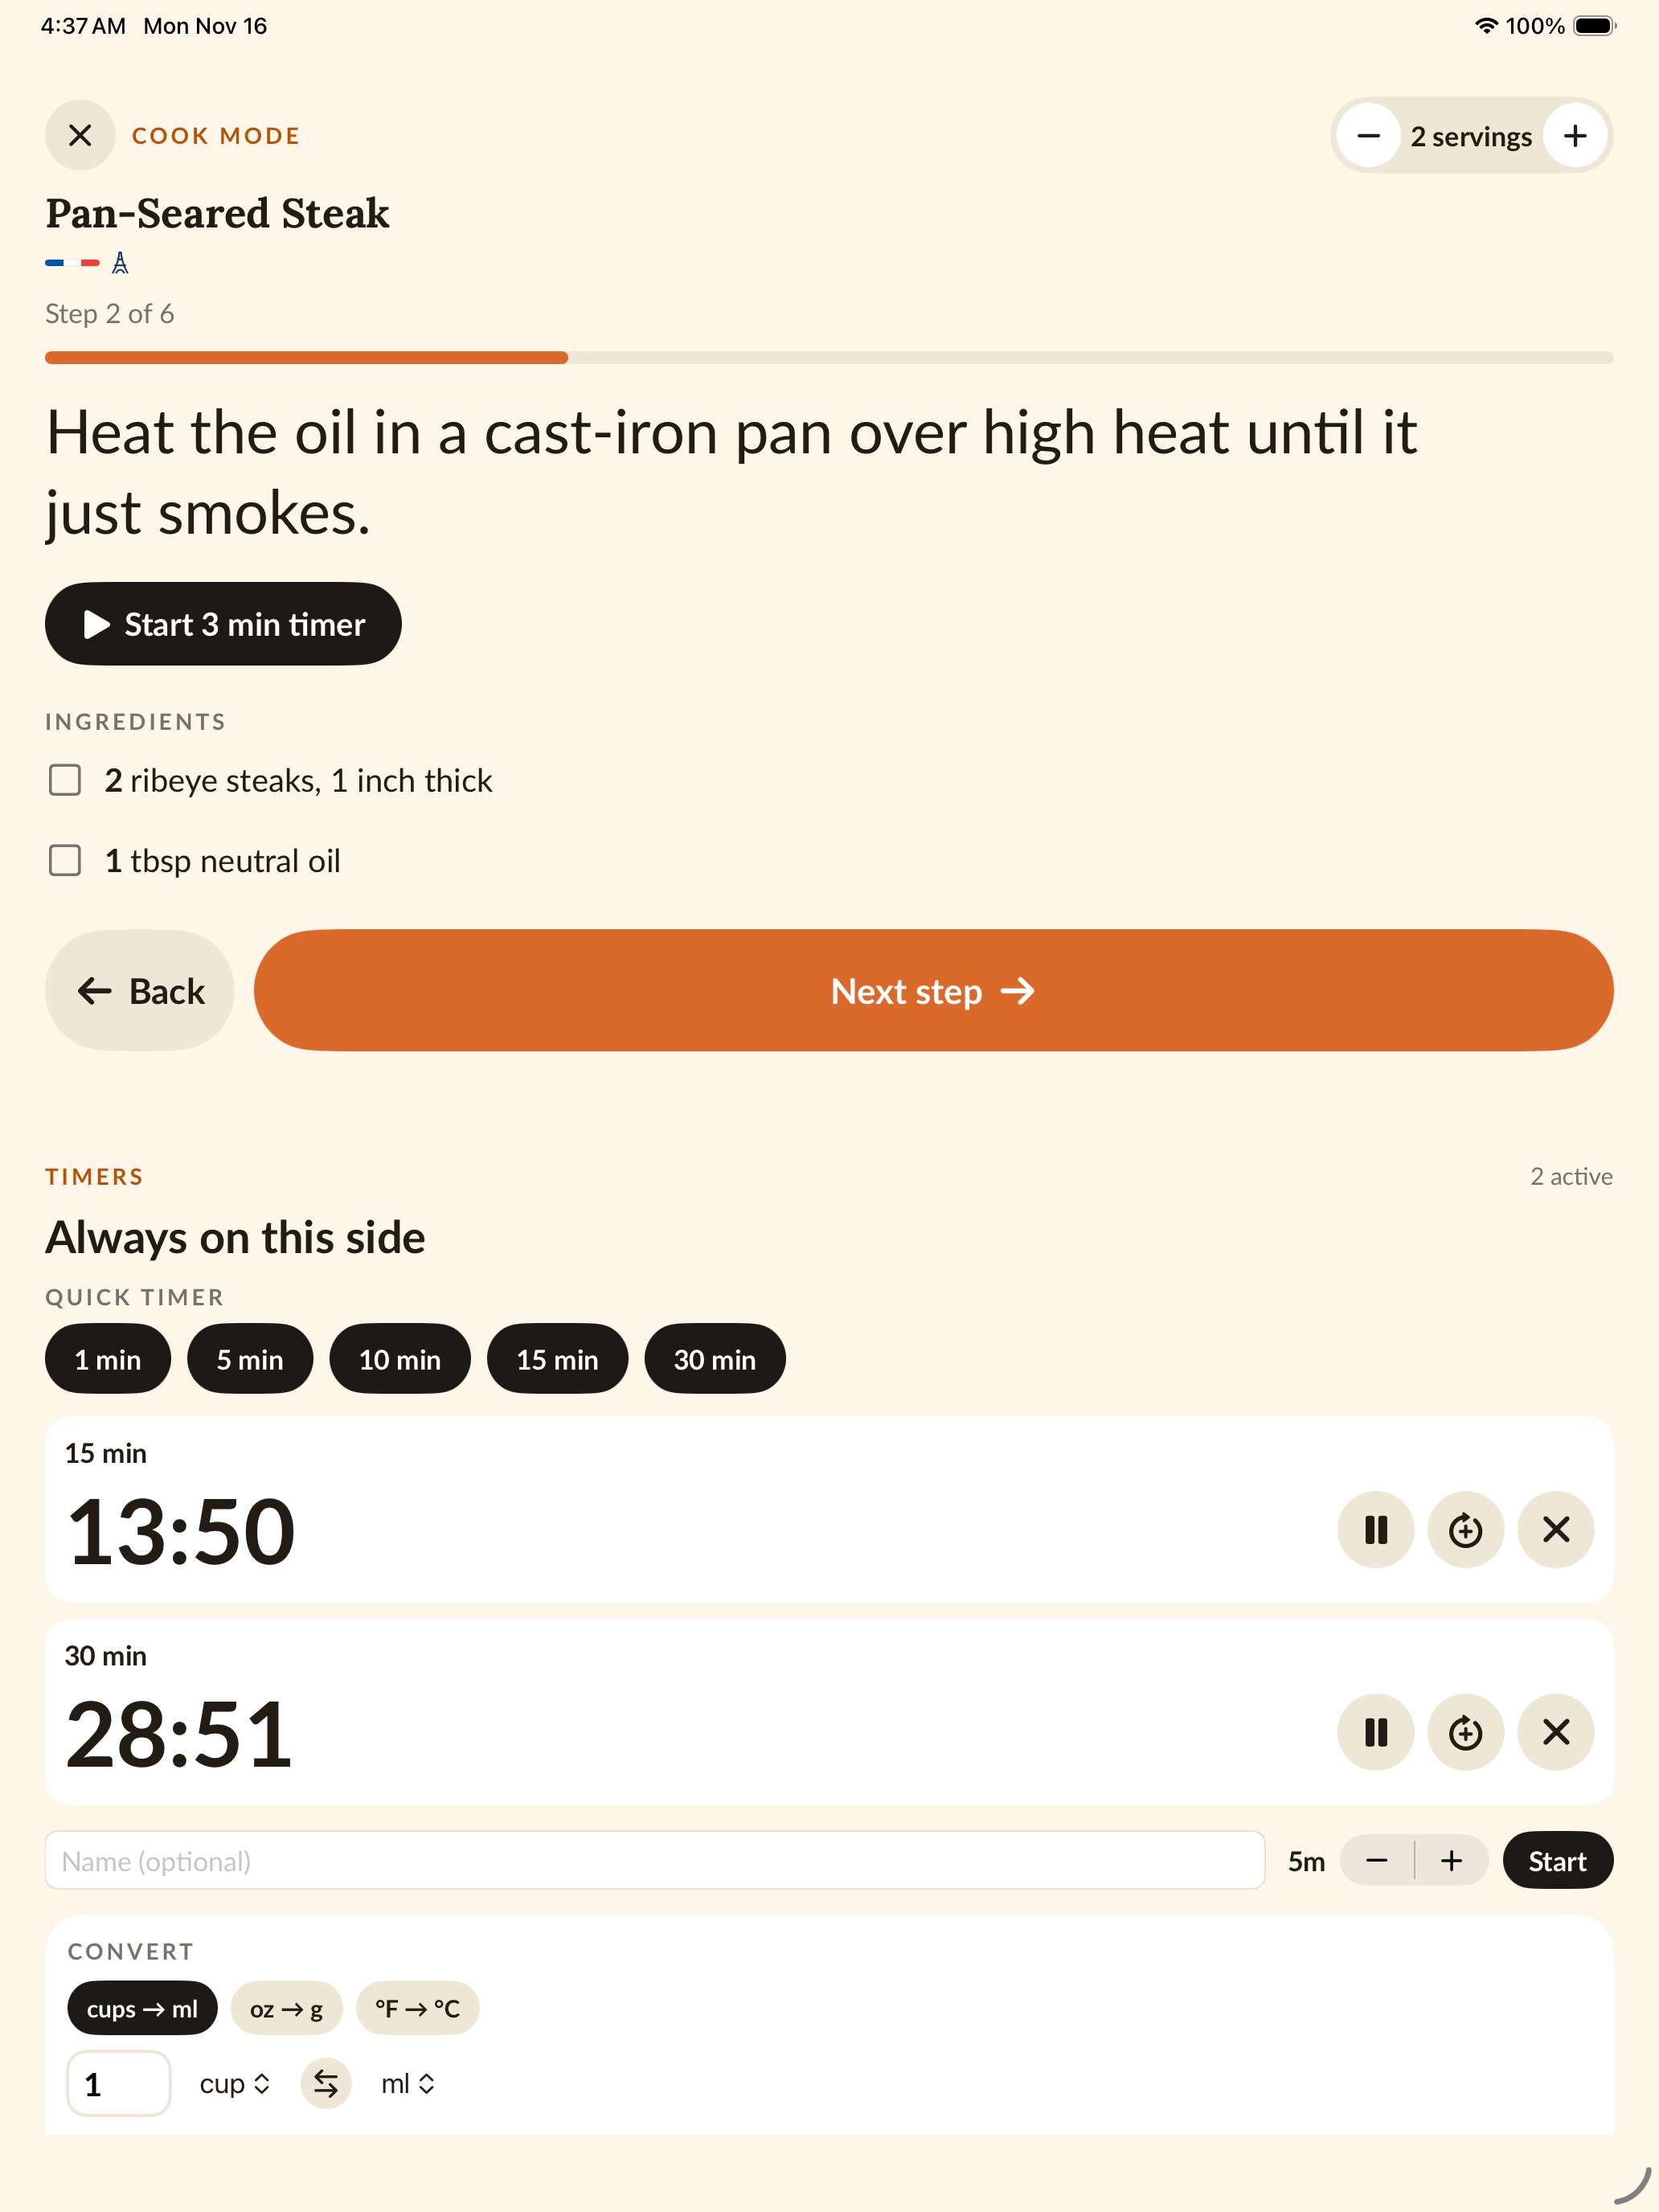 4:37 AM Mon Nov 16
100%
COOK MODE
2 servings
Pan-Seared Steak
Step 2 of 6
Heat the oil in a cast-iron pan over high heat until it
just smokes.
Start 3 min timer
INGREDIENTS
2 ribeye steaks, 1 inch thick
1 tbsp neutral oil
Back
Next step
TIMERS
2 active
Always on this side
QUICK TIMER
1 min
5 min
10 min
15 min
30 min
15 min
13:50
30 min
28:51
Name (optional)
5m
Start
CONVERT
cups → ml
oz → g
°F → °C
1
cup
ml